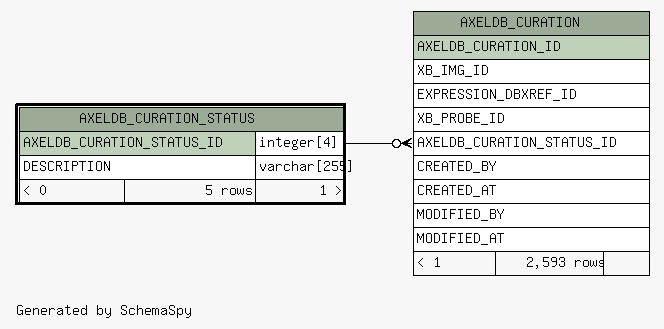 AXELDB_CURATION_STATUS
AXELDB_CURATION_STATUS_ID integer[4]
DESCRIPTION varchar[255]
< 0 5 rows 1 >
AXELDB_CURATION
AXELDB_CURATION_ID
XB_IMG_ID
EXPRESSION_DBXREF_ID
XB_PROBE_ID
AXELDB_CURATION_STATUS_ID
CREATED_BY
CREATED_AT
MODIFIED_BY
MODIFIED_AT
< 1 2,593 rows
Generated by SchemaSpy